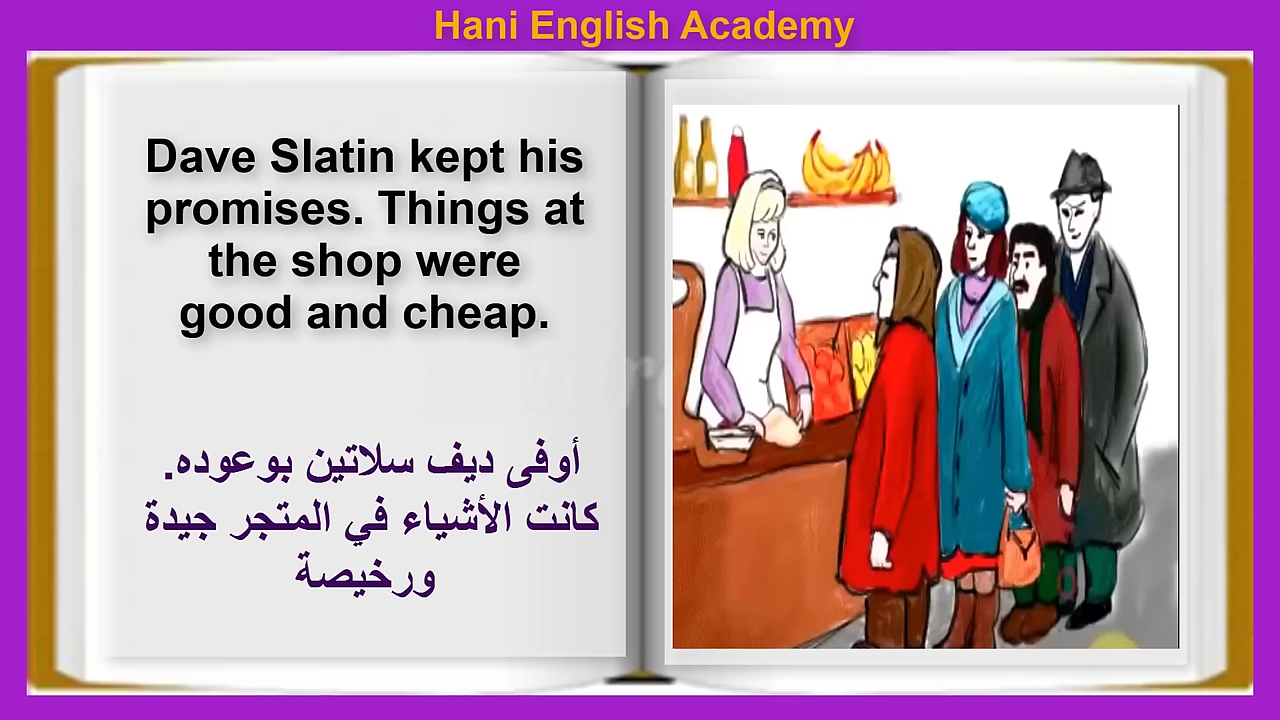 Hani English Academy
Dave Slatin kept his
promises. Things at
the shop were
good and cheap.
أوفى ديف سلاتين بوعوده.
كانت الأشياء في المتجر جيدة
ورخيصة